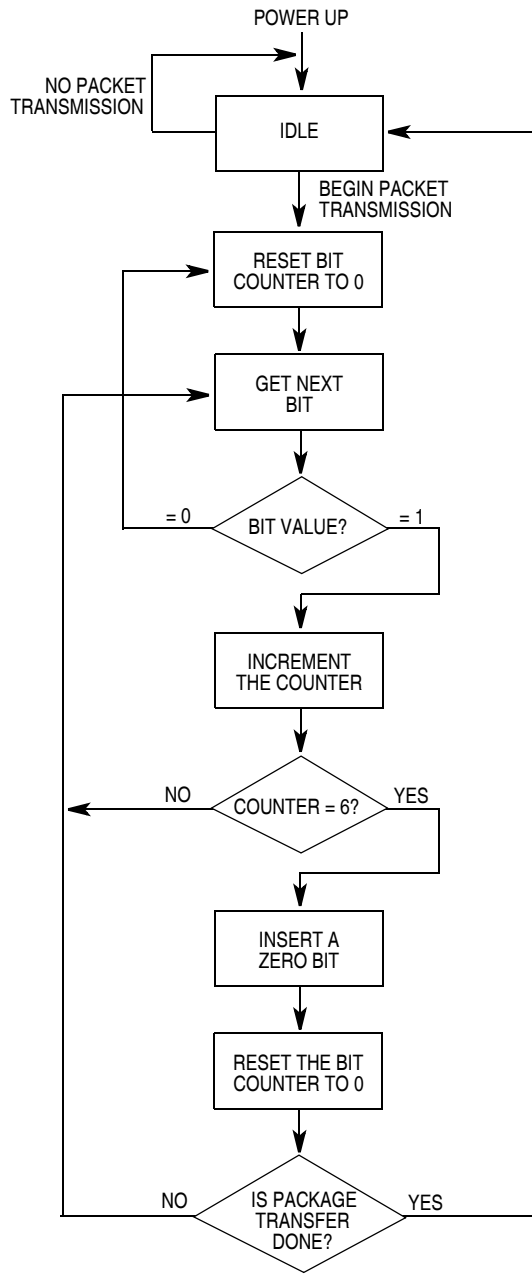 POWER UP
NO PACKET
TRANSMISSION
IDLE
BEGIN PACKET
TRANSMISSION
RESET BIT
COUNTER TO 0
GET NEXT
BIT
= 0
BIT VALUE?
= 1
INCREMENT
THE COUNTER
NO
COUNTER = 6?
YES
INSERT A
ZERO BIT
RESET THE BIT
COUNTER TO 0
NO
IS PACKAGE
TRANSFER
DONE?
YES